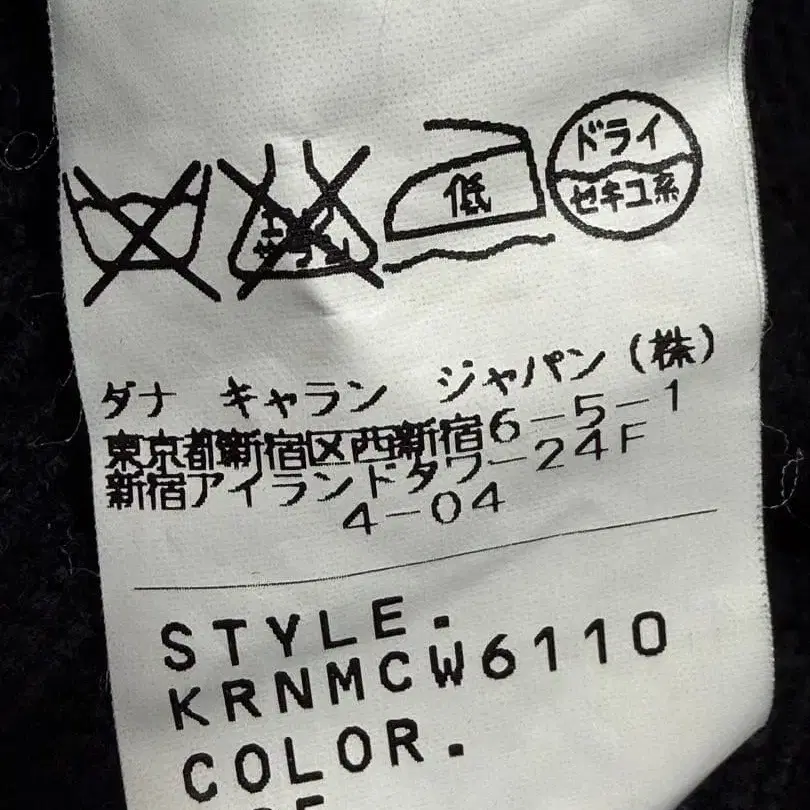 低
ドライ
セキユ系
ダナ キャラン ジャパン(株)
東京都新宿区西新宿6-5-1
新宿アイランドタワー24F
4-04
STYLE.
KRNMCW6110
COLOR.